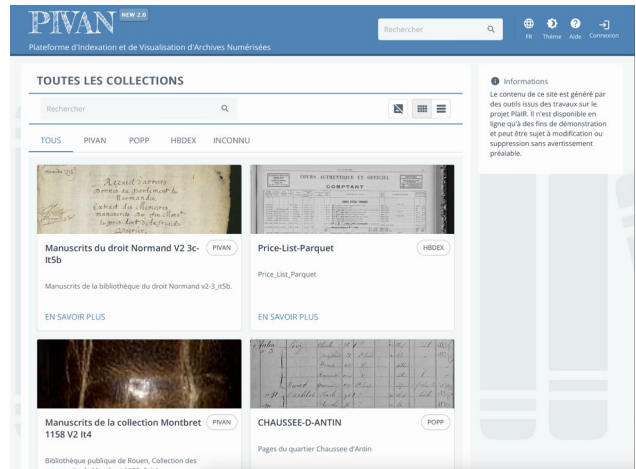 PIVAN NEW 2.0
Plateforme d'Indexation et de Visualisation d'Archives Numérisées
Rechercher
FR Thème Aide Connexion
TOUTES LES COLLECTIONS
Rechercher
TOUS PIVAN POPP HBDEX INCONNU
Recueil d'arrets
donnés au parlement de
Normandie
Extrait des mémoires
COURS AUTHENTIQUE ET OFFICIEL
COMPTANT
Manuscrits du droit Normand V2 3c-
It5b
PIVAN
Manuscrits de la bibliothèque du droit Normand v2-3_it5b.
EN SAVOIR PLUS
Price-List-Parquet
HBDEX
Price_List_Parquet
EN SAVOIR PLUS
Manuscrits de la collection Montbret
1158 V2 It4
PIVAN
Bibliothèque publique de Rouen, Collection des
CHAUSSEE-D-ANTIN
POPP
Pages du quartier Chaussee d'Antin
Informations
Le contenu de ce site est généré par
des outils issus des travaux sur le
projet PlaIR. Il n'est disponible en
ligne qu'à des fins de démonstration
et peut être sujet à modification ou
suppression sans avertissement
préalable.